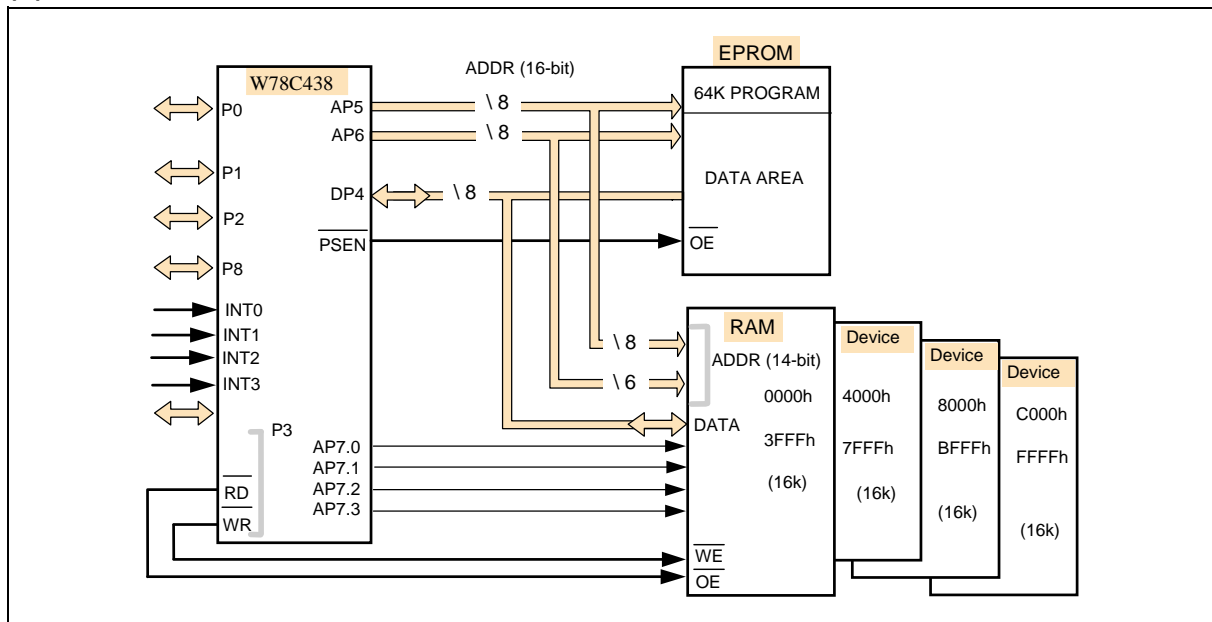 W78C438
P0
P1
P2
P8
INT0
INT1
INT2
INT3
P3
RD
WR
AP5
AP6
DP4
PSEN
AP7.0
AP7.1
AP7.2
AP7.3
ADDR (16-bit)
\ 8
\ 8
\ 8
EPROM
64K PROGRAM
DATA AREA
OE
\ 8
\ 6
RAM
ADDR (14-bit)
0000h
DATA
3FFFh
(16k)
WE
OE
Device
4000h
7FFFh
(16k)
Device
8000h
BFFFh
(16k)
Device
C000h
FFFFh
(16k)